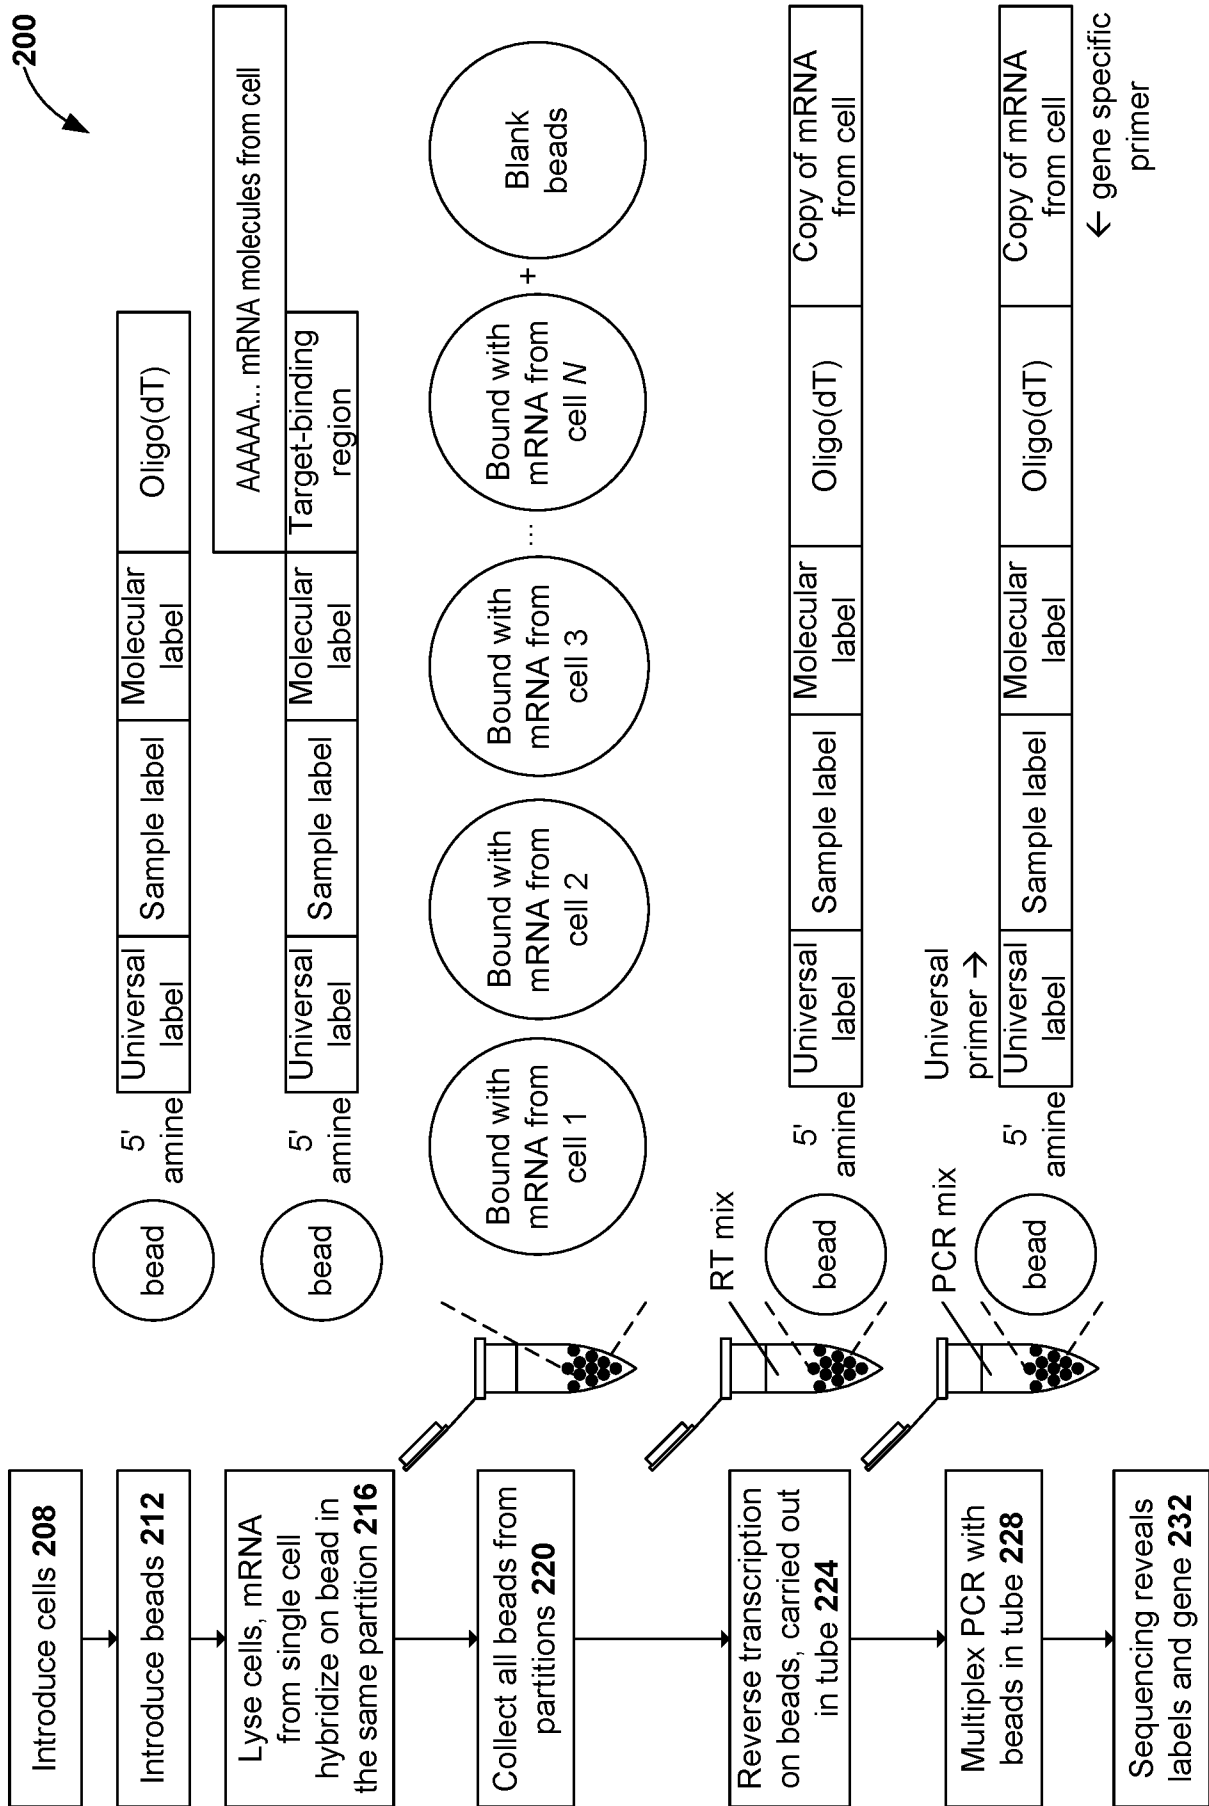 200
Introduce cells 208
Introduce beads 212
bead
5'
amine
Universal
label
Sample label
Molecular
label
Oligo(dT)
Lyse cells, mRNA
from single cell
hybridize on bead in
the same partition 216
bead
5'
amine
Universal
label
Sample label
Molecular
label
Target-binding
region
AAAAA... mRNA molecules from cell
Collect all beads from
partitions 220
Bound with
mRNA from
cell 1
Bound with
mRNA from
cell 2
Bound with
mRNA from
cell 3
...
Bound with
mRNA from
cell N
+
Blank
beads
Reverse transcription
on beads, carried out
in tube 224
RT mix
bead
5'
amine
Universal
label
Sample label
Molecular
label
Oligo(dT)
Copy of mRNA
from cell
Multiplex PCR with
beads in tube 228
PCR mix
bead
5'
amine
Universal
primer →
Universal
label
Sample label
Molecular
label
Oligo(dT)
Copy of mRNA
from cell
← gene specific
primer
Sequencing reveals
labels and gene 232